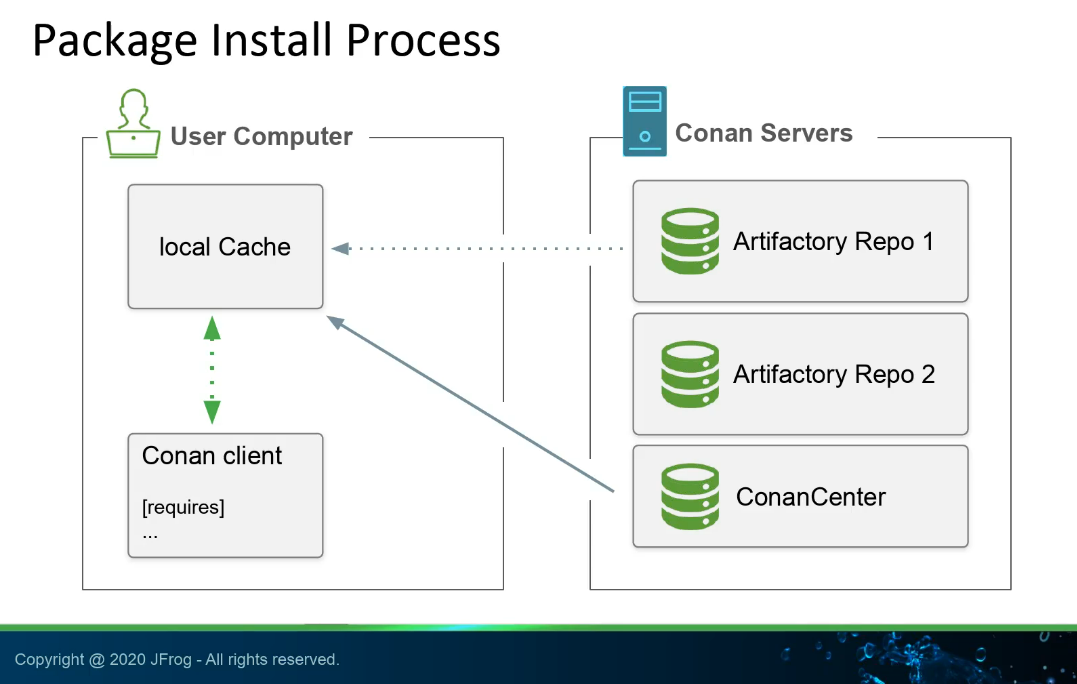 Package Install Process
User Computer
Conan Servers
local Cache
Artifactory Repo 1
Artifactory Repo 2
Conan client
[requires]
...
ConanCenter
Copyright @ 2020 JFrog - All rights reserved.